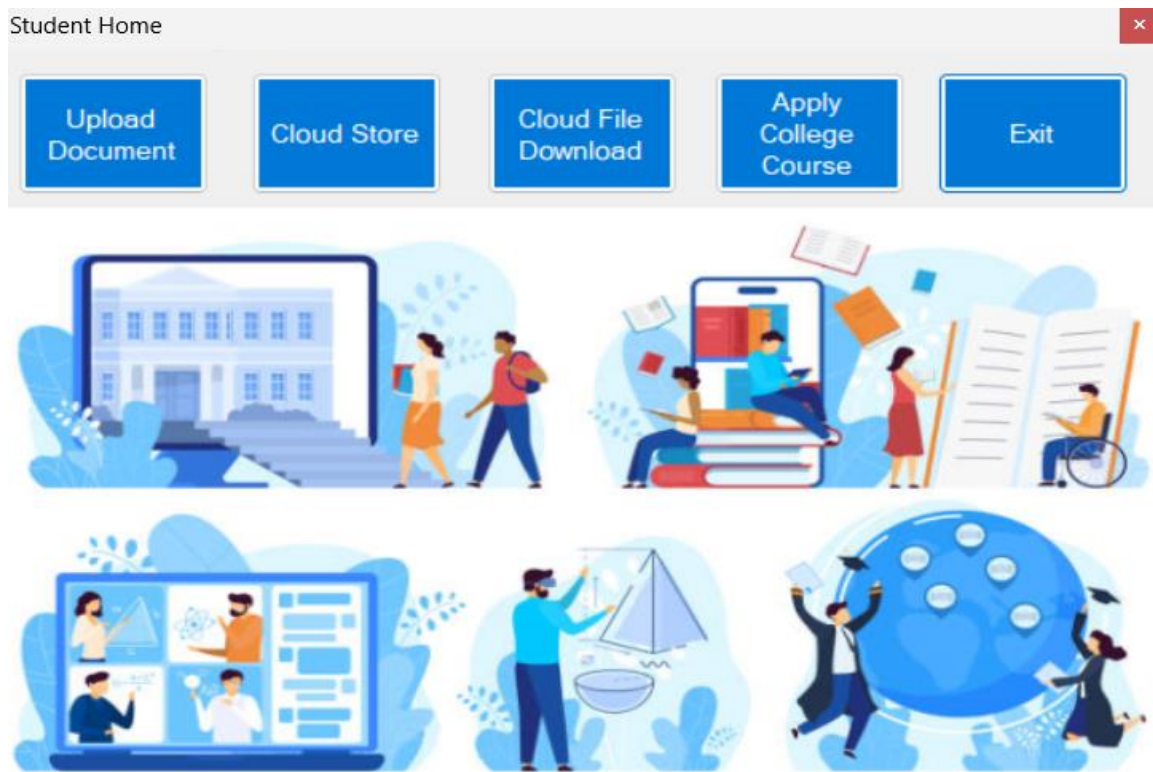 Student Home
Upload
Document
Cloud Store
Cloud File
Download
Apply
College
Course
Exit